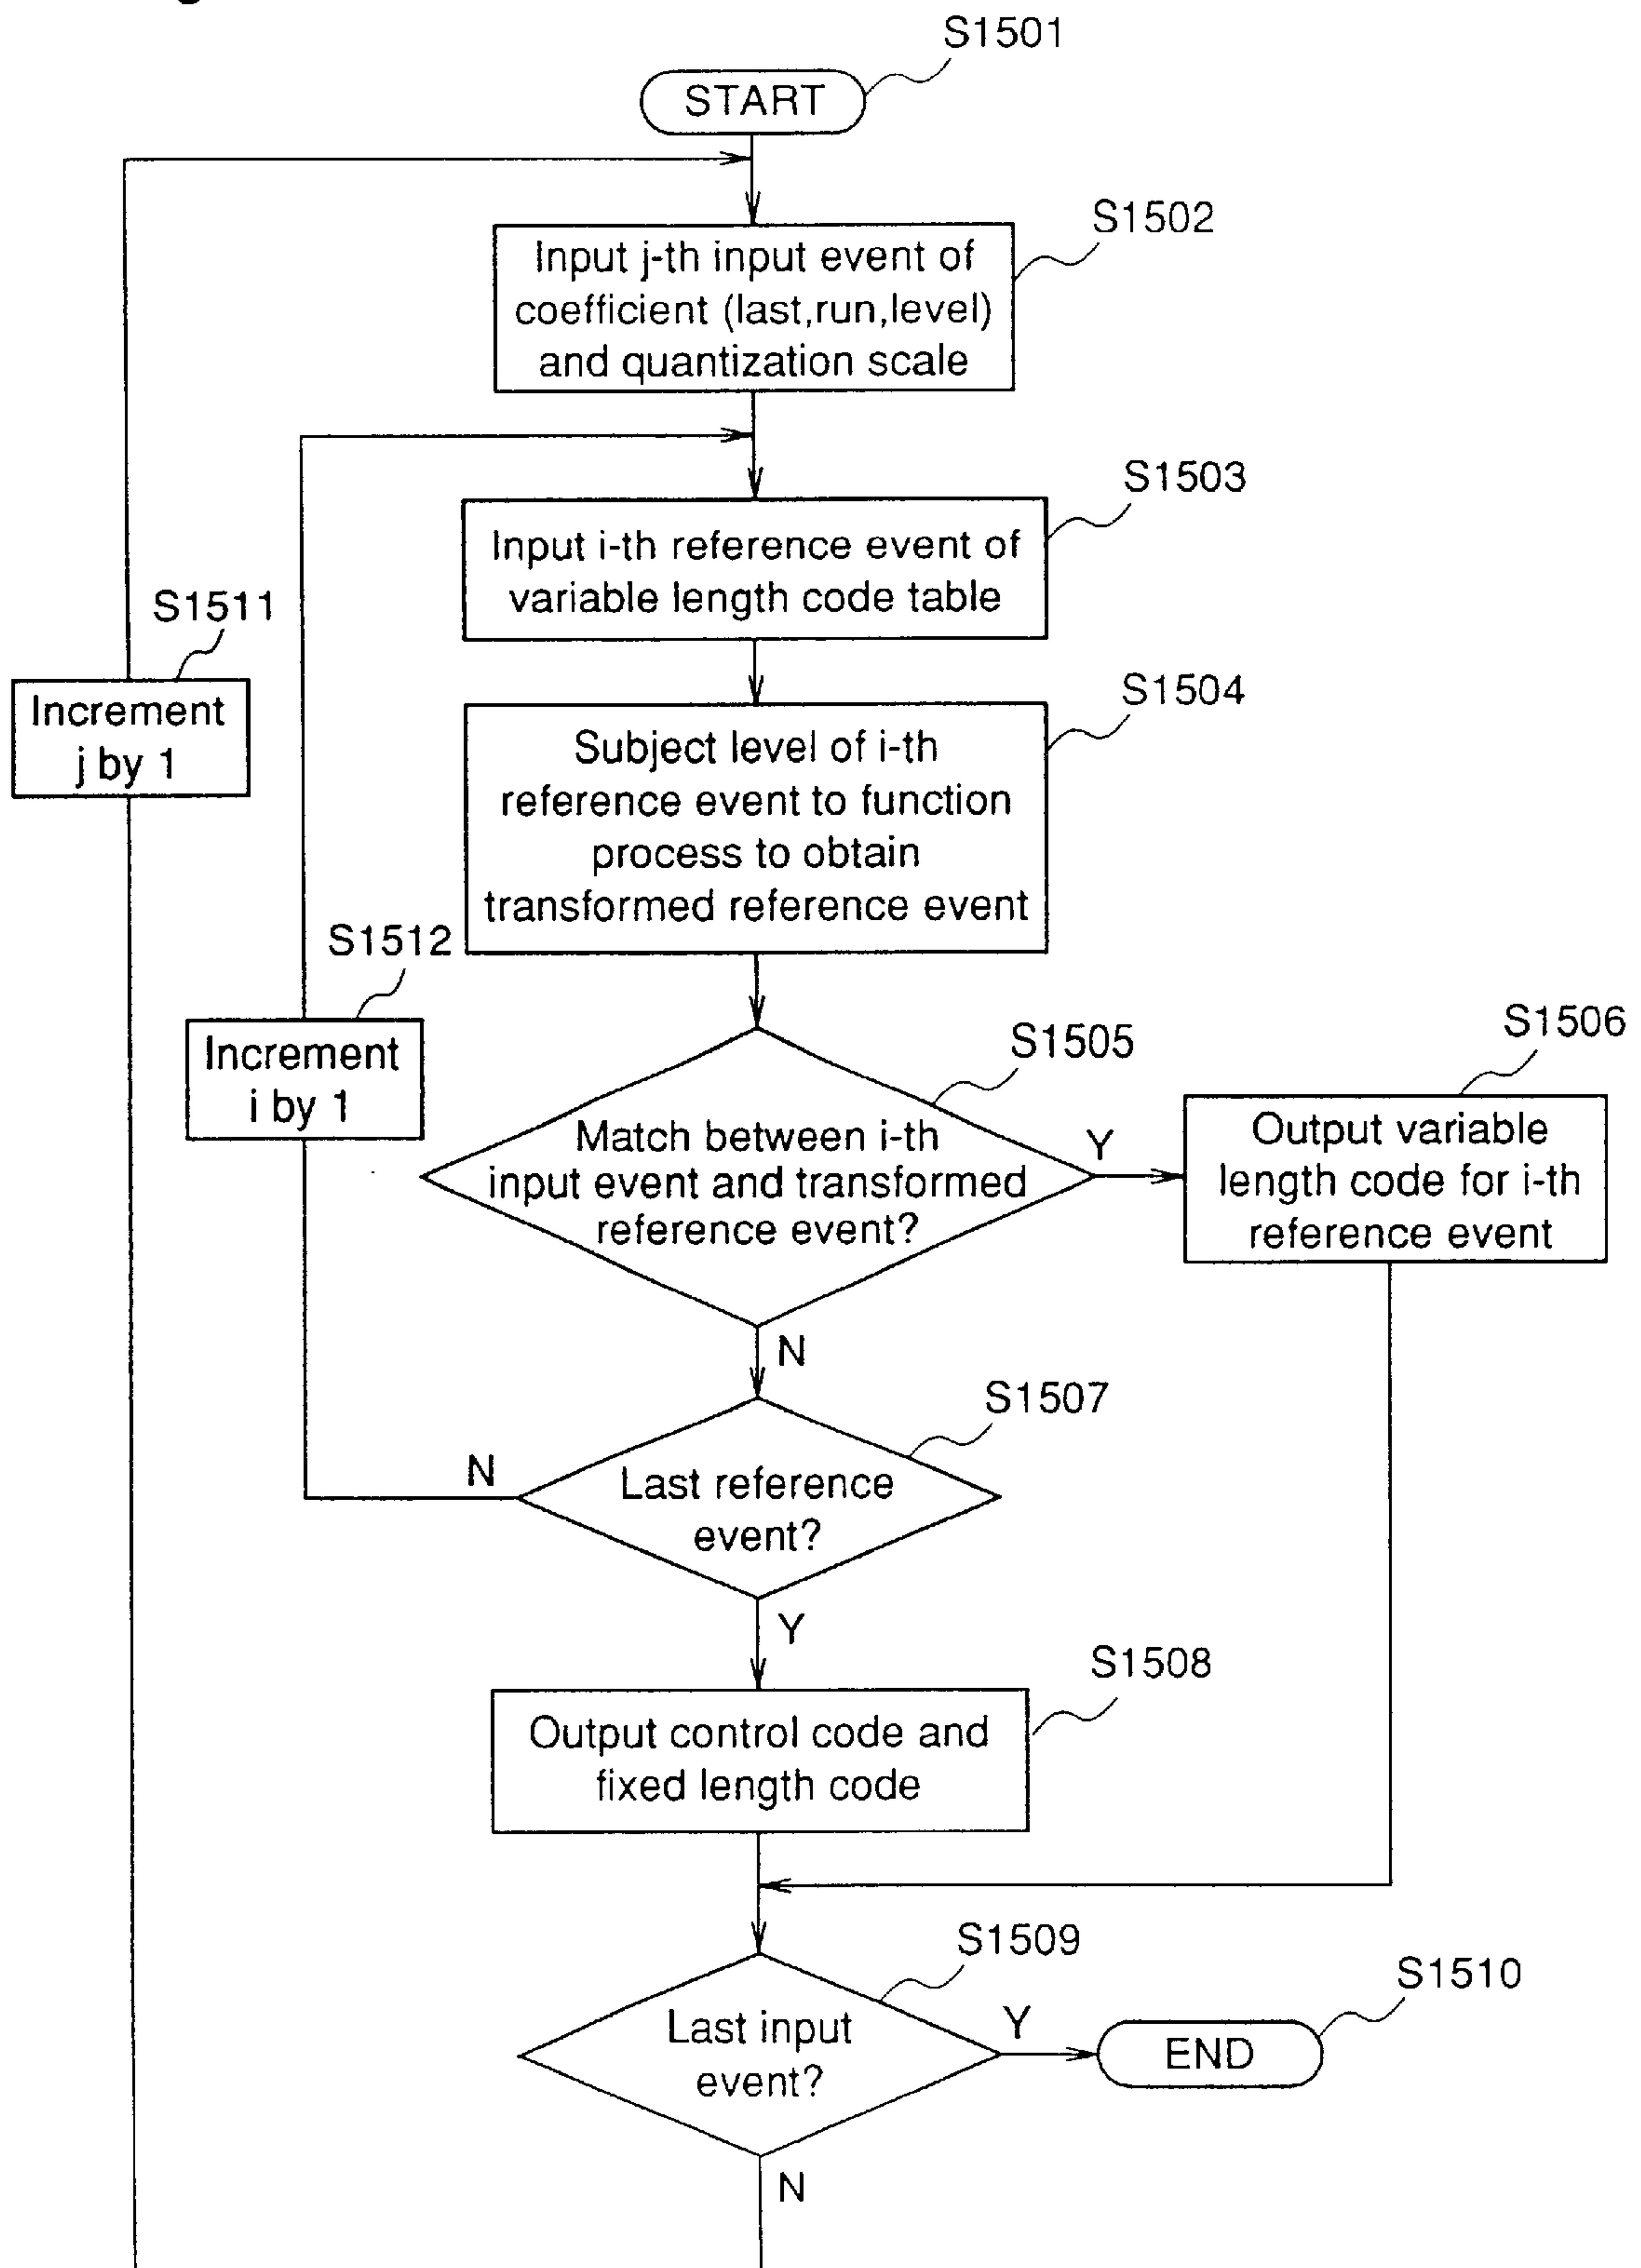 S1501
START
S1502
Input j-th input event of
coefficient (last,run,level)
and quantization scale
S1503
Input i-th reference event of
variable length code table
S1511
Increment
j by 1
S1504
Subject level of i-th
reference event to function
process to obtain
transformed reference event
S1512
Increment
i by 1
S1505
Match between i-th
input event and transformed
reference event?
Y
S1506
Output variable
length code for i-th
reference event
N
S1507
Last reference
event?
N
Y
S1508
Output control code and
fixed length code
S1509
Last input
event?
Y
S1510
END
N